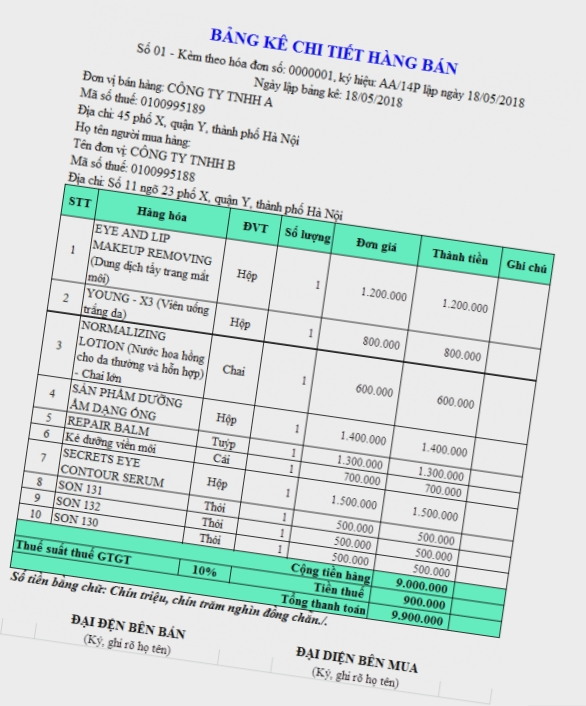 BẢNG KÊ CHI TIẾT HÀNG BÁN
Số 01 - Kèm theo hóa đơn số: 0000001, ký hiệu: AA/14P lập ngày 18/05/2018
Ngày lập bảng kê: 18/05/2018
Đơn vị bán hàng: CÔNG TY TNHH A
Mã số thuế: 0100995189
Địa chỉ: 45 phố X, quận Y, thành phố Hà Nội
Họ tên người mua hàng:
Tên đơn vị: CÔNG TY TNHH B
Mã số thuế: 0100995188
Địa chỉ: Số 11 ngõ 23 phố X, quận Y, thành phố Hà Nội
STT Hàng hóa ĐVT Số lượng Đơn giá Thành tiền Ghi chú
1 EYE AND LIP MAKEUP REMOVING (Dung dịch tẩy trang mắt môi) Hộp 1 1.200.000 1.200.000
2 YOUNG - X3 (Viên uống trắng da) Hộp 1 800.000 800.000
3 NORMALIZING LOTION (Nước hoa hồng cho da thường và hỗn hợp) - Chai lớn Chai 1 600.000 600.000
4 SẢN PHẨM DƯỠNG ẨM DẠNG ỐNG Hộp 1 1.400.000 1.400.000
5 REPAIR BALM Tuýp 1 1.300.000 1.300.000
6 Kẻ dưỡng viền môi Cái 1 700.000 700.000
7 SECRETS EYE CONTOUR SERUM Hộp 1 1.500.000 1.500.000
8 SON 131 Thỏi 1 500.000 500.000
9 SON 132 Thỏi 1 500.000 500.000
10 SON 130 Thỏi 1 500.000 500.000
Cộng tiền hàng 9.000.000
Thuế suất thuế GTGT 10% Tiền thuế 900.000
Tổng thanh toán 9.900.000
Số tiền bằng chữ: Chín triệu, chín trăm nghìn đồng chẵn./.
ĐẠI DỆN BÊN BÁN
(Ký, ghi rõ họ tên)
ĐẠI DIỆN BÊN MUA
(Ký, ghi rõ họ tên)